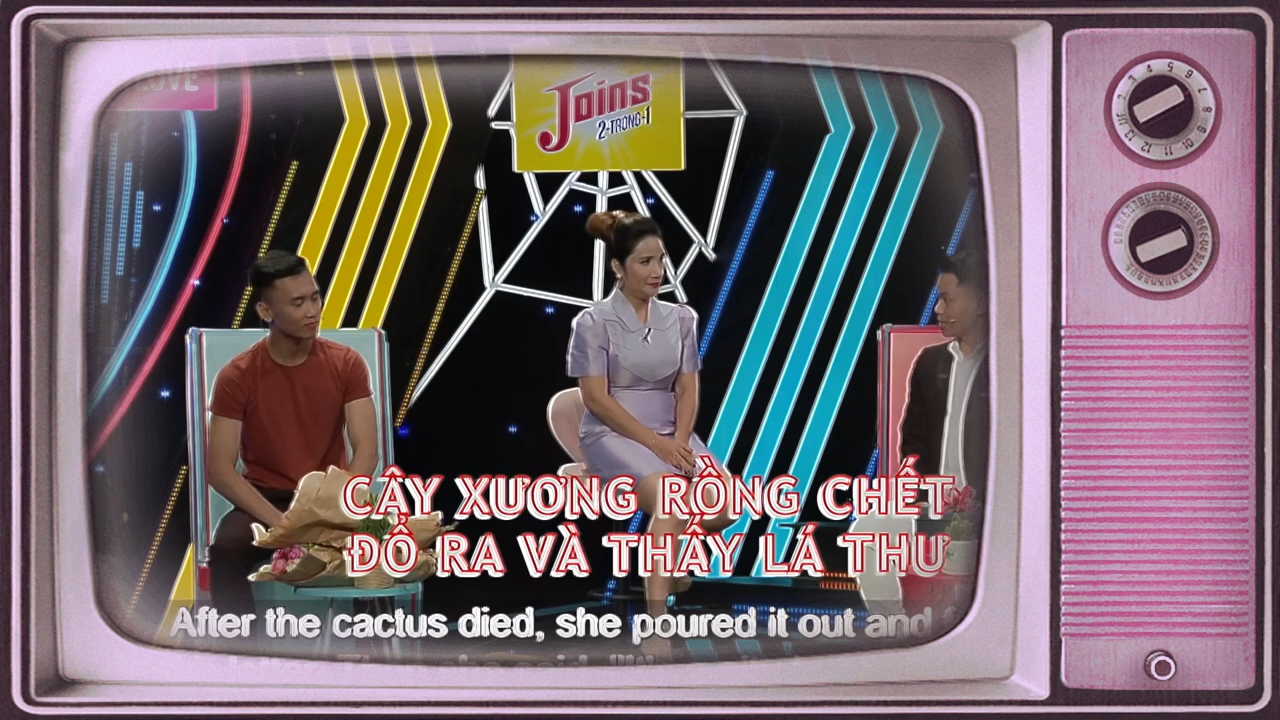 LOVE
Joins
2-TRONG-1
CÂY XƯƠNG RỒNG CHẾT
ĐỔ RA VÀ THẤY LÁ THƯ
After the cactus died, she poured it out and